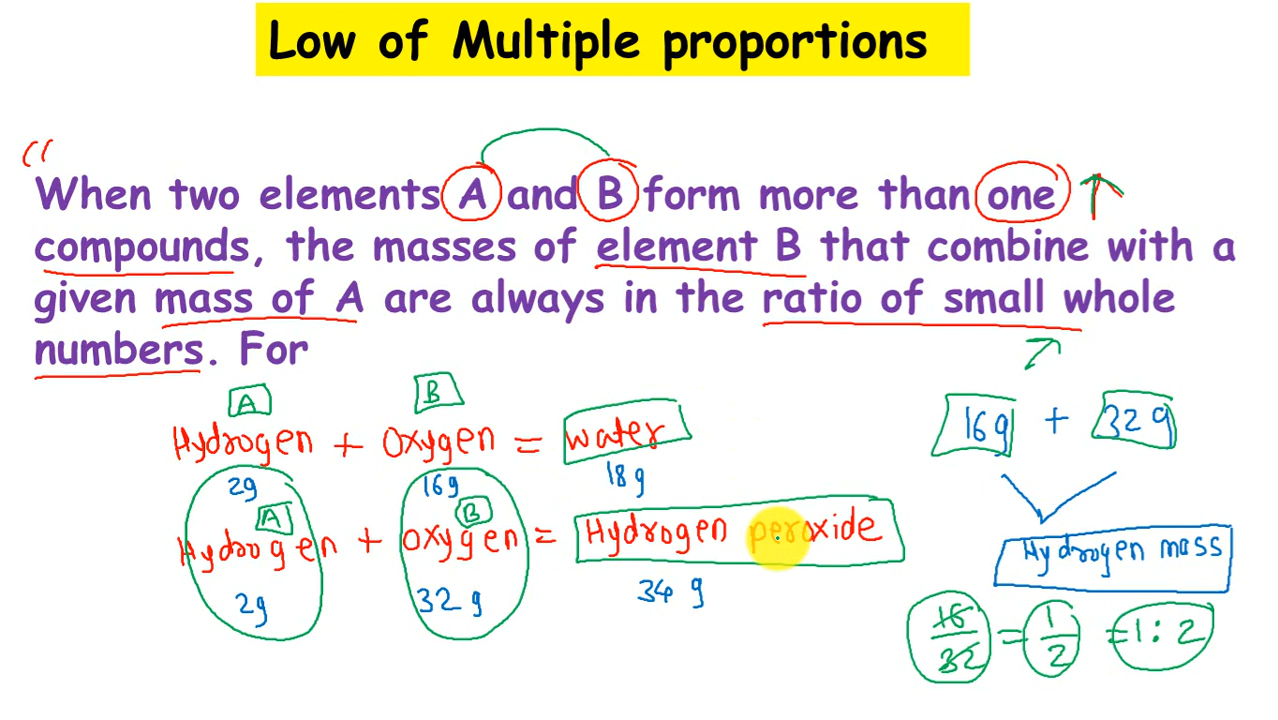 Low of Multiple proportions
"
When two elements A and B form more than one
compounds, the masses of element B that combine with a
given mass of A are always in the ratio of small whole
numbers. For
A B
Hydrogen + Oxygen = water
2g 16g 18g
16g + 32g
A B
Hydrogen + oxygen = Hydrogen peroxide
2g 32g 34 g
Hydrogen mass
16/32 = 1/2 = 1:2